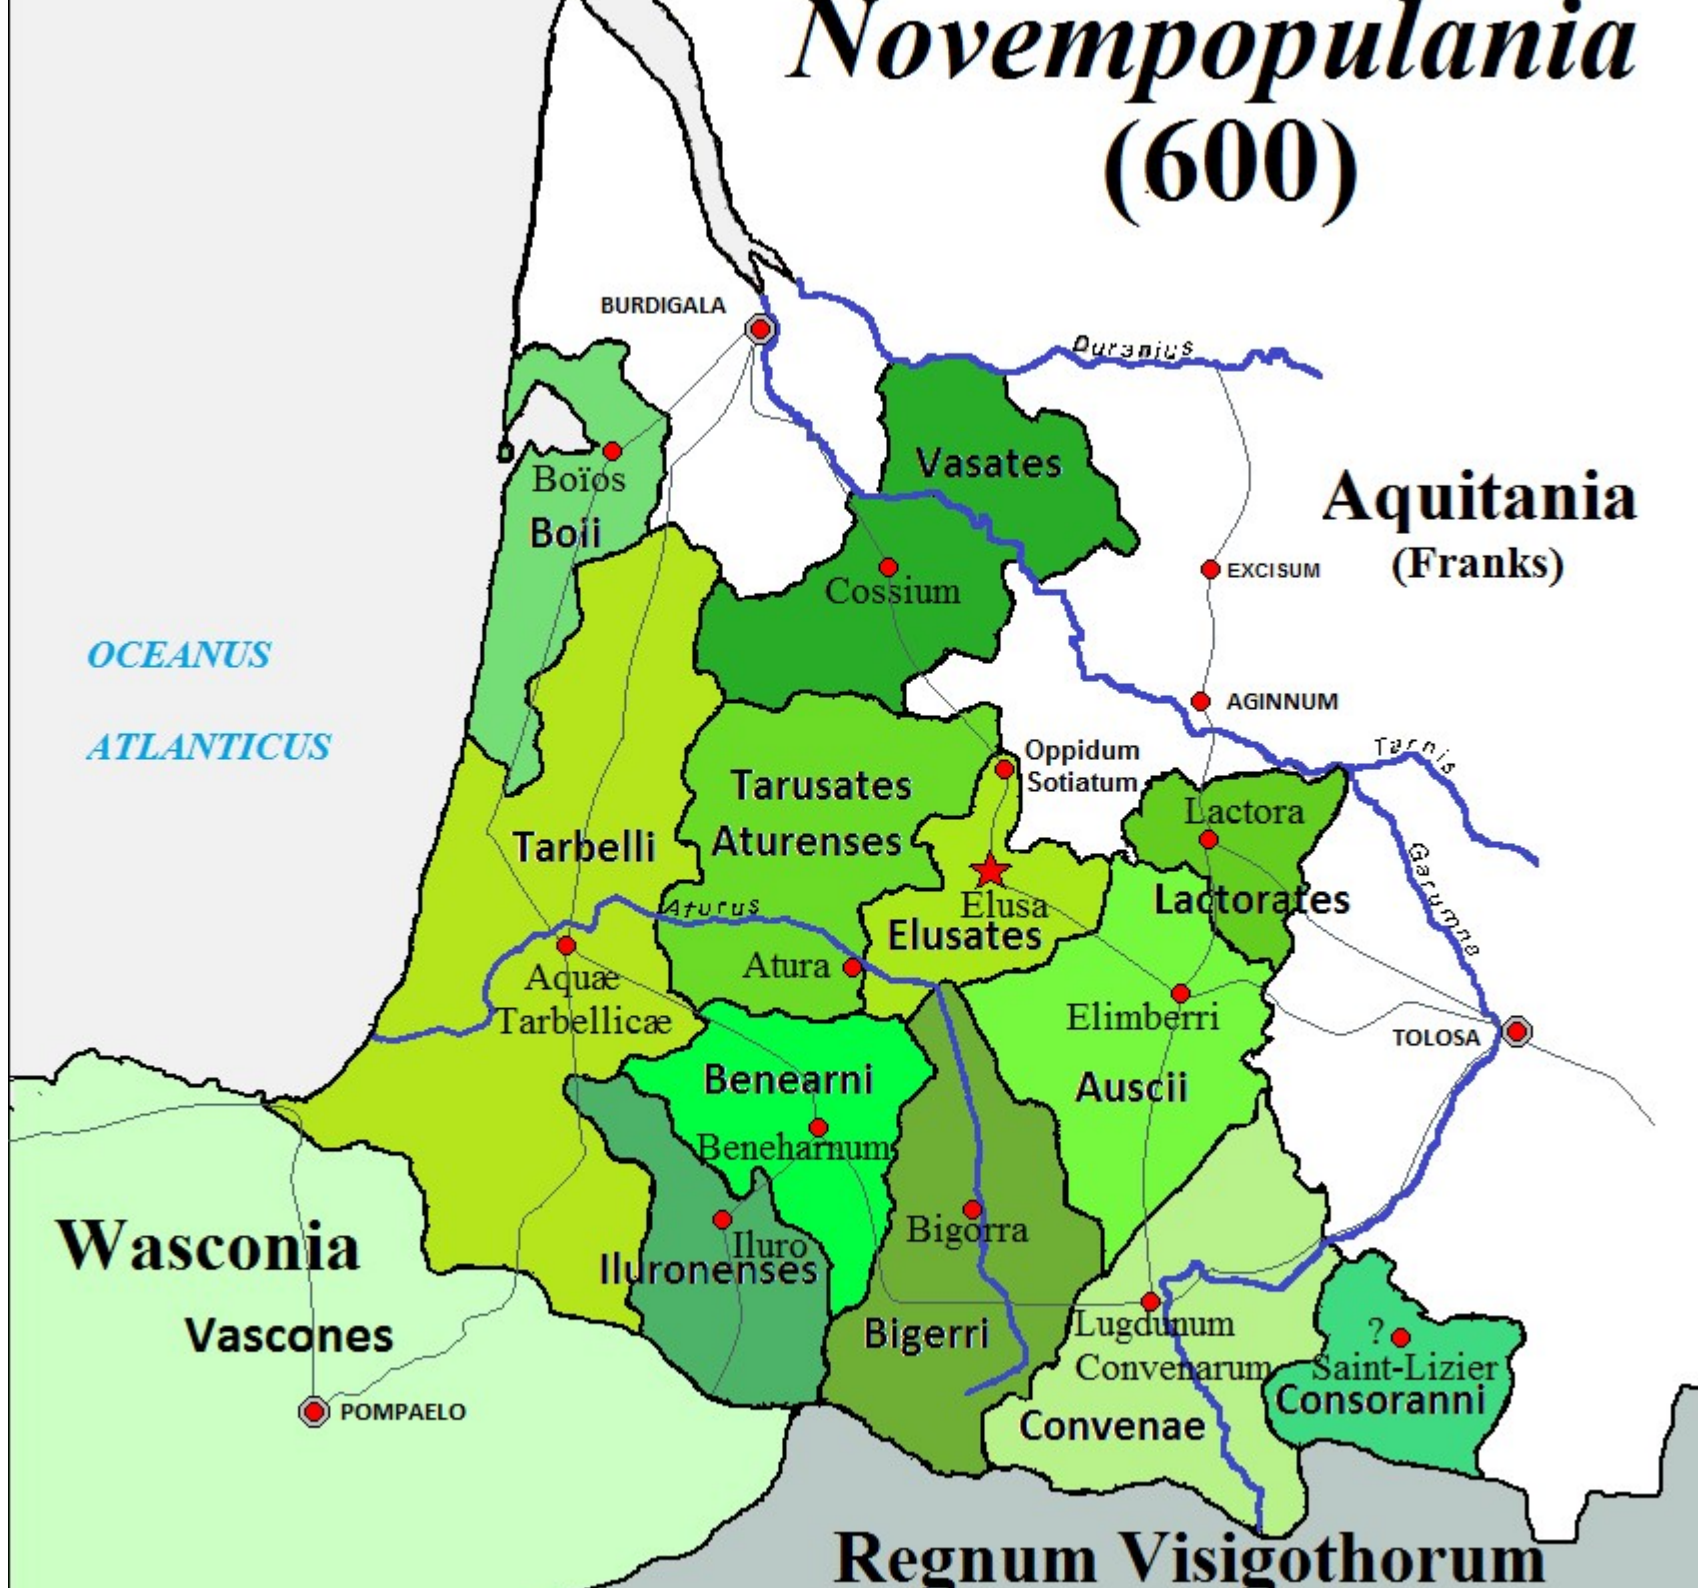 Novempopulania
(600)
BURDIGALA
Duranius
Vasates
Aquitania
(Franks)
Boïos
Boii
EXCISUM
Cossium
OCEANUS
ATLANTICUS
AGINNUM
Tarnis
Oppidum
Sotiatum
Tarusates
Aturenses
Lactora
Tarbelli
Garumna
Lactorates
Aturus
Elusa
Elusates
Atura
Aquæ
Tarbellicæ
Elimberri
TOLOSA
Benearni
Auscii
Beneharnum
Wasconia
Bigorra
Iluro
Iluronenses
Vascones
Bigerri
Lugdunum
Convenarum
?
Saint-Lizier
Consoranni
POMPAELO
Convenae
Regnum Visigothorum